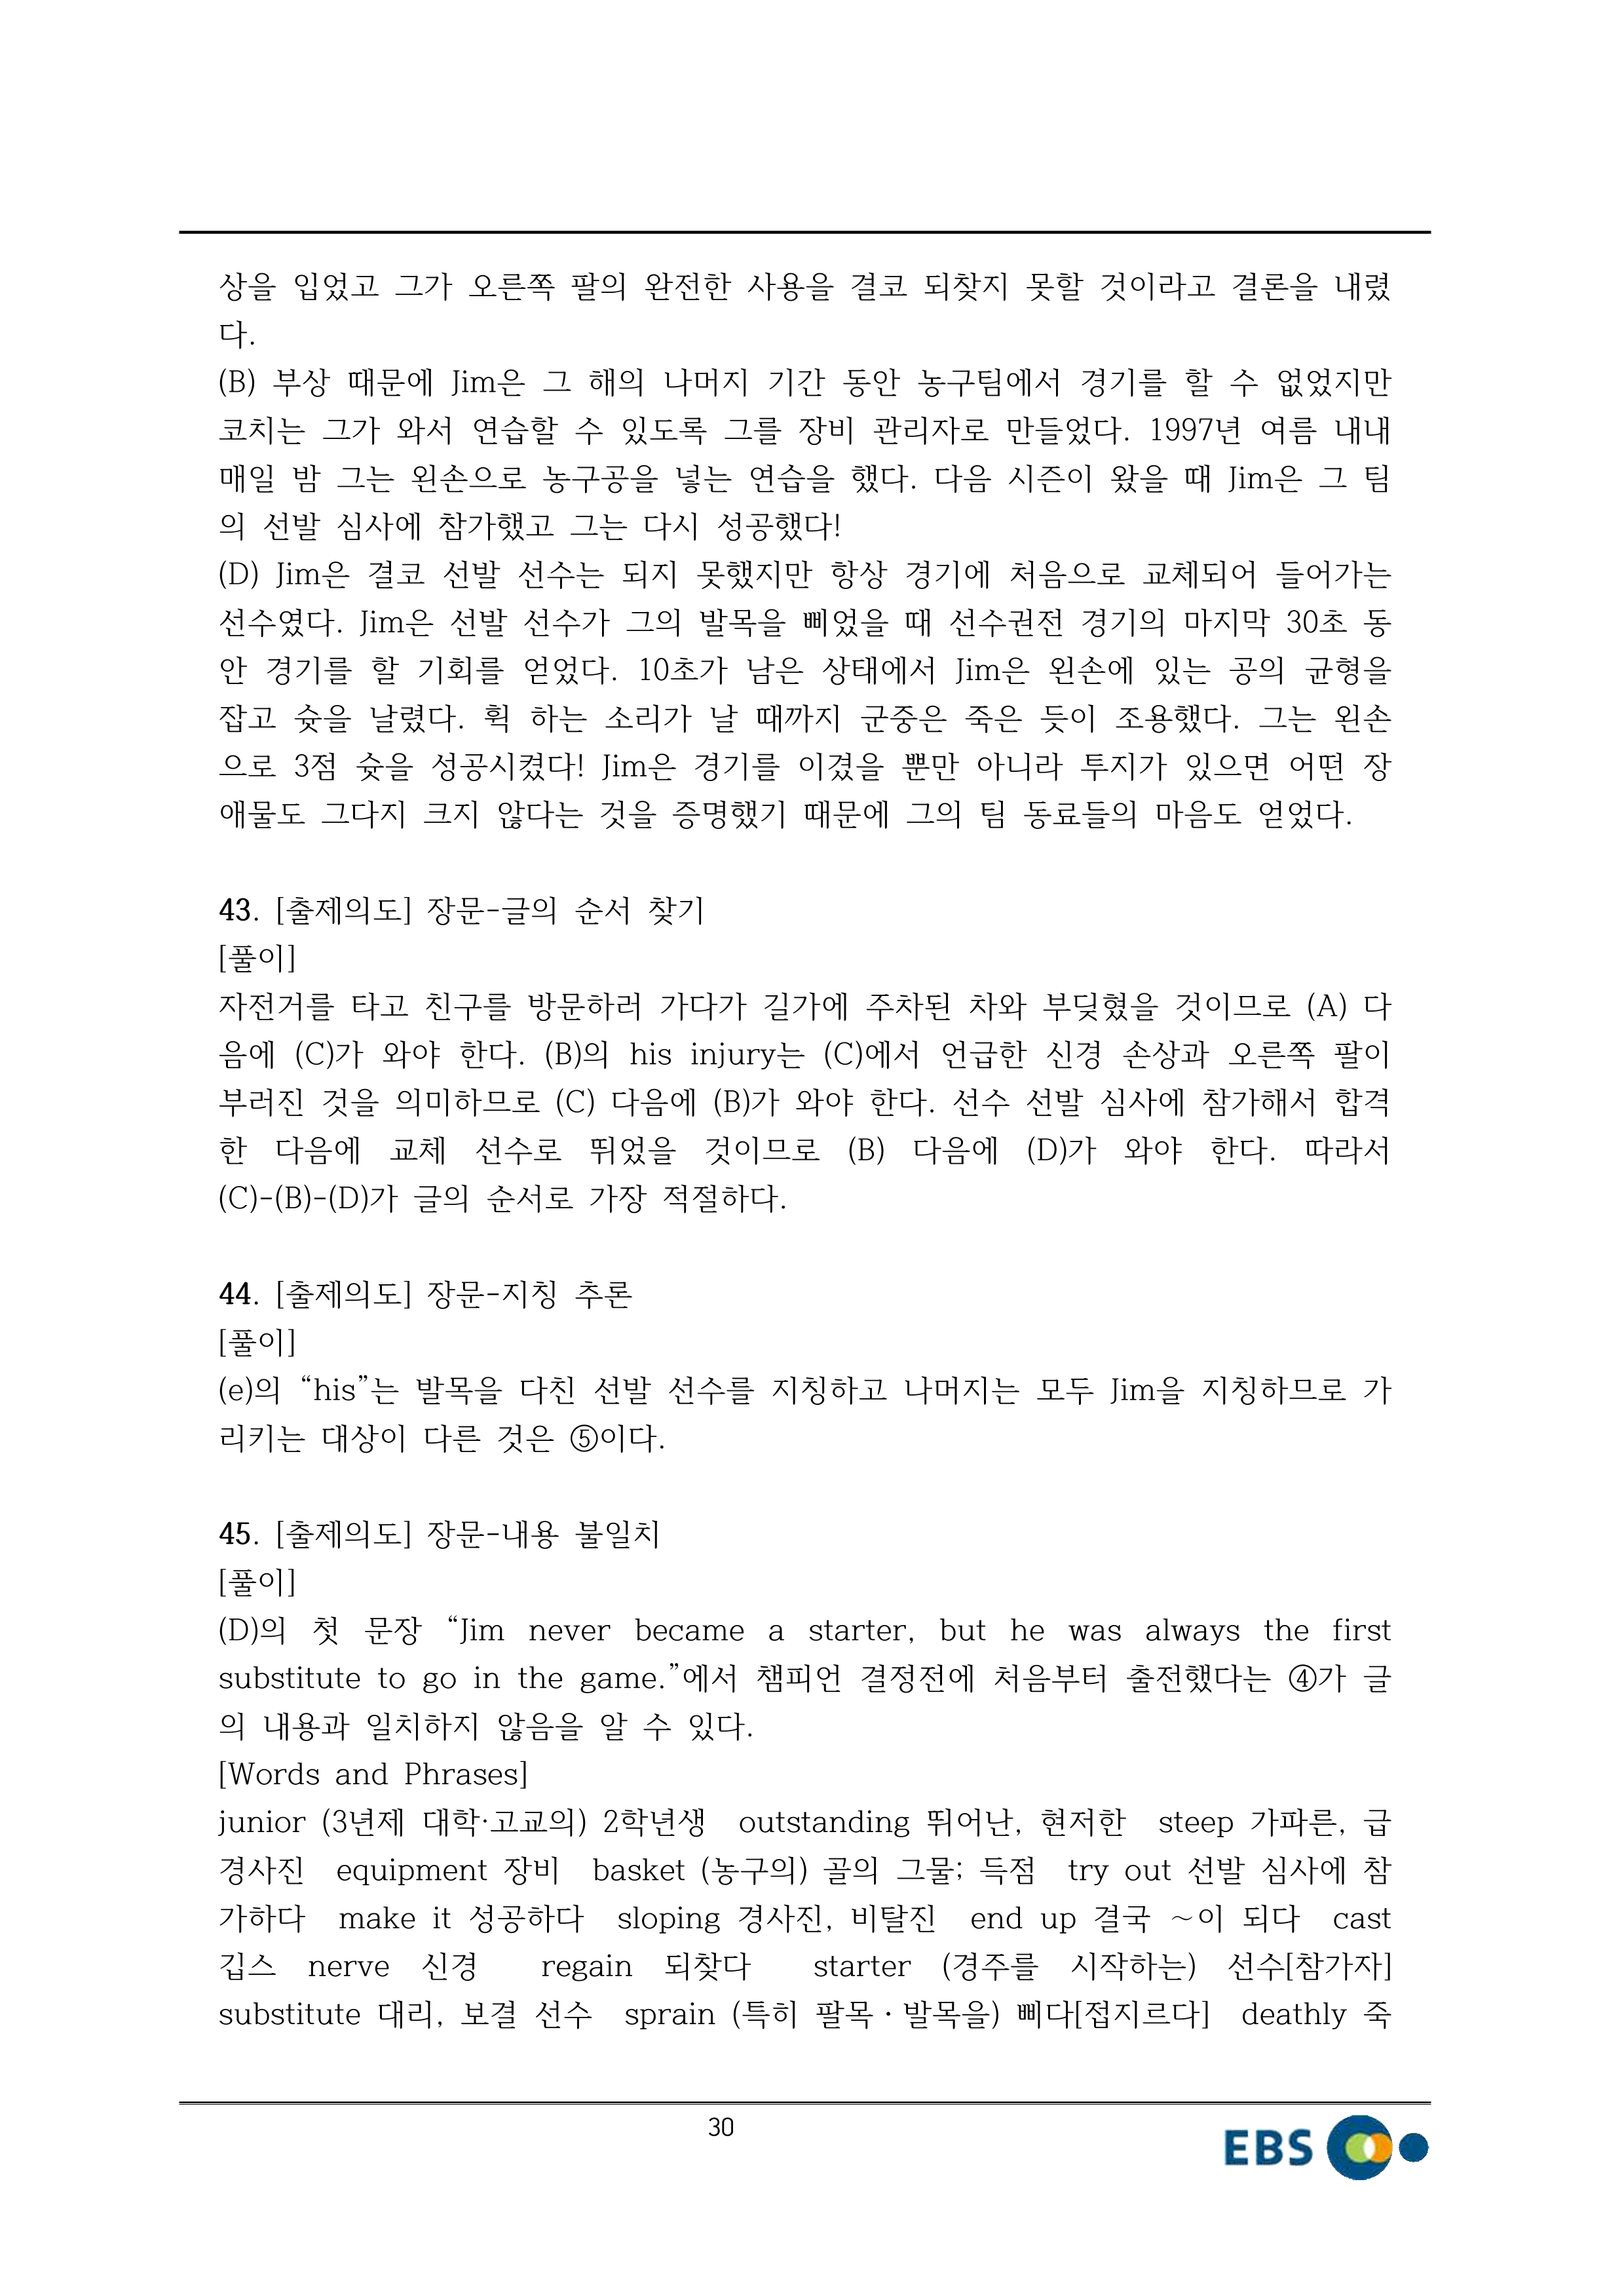 상을 입었고 그가 오른쪽 팔의 완전한 사용을 결코 되찾지 못할 것이라고 결론을 내렸
다.
(B) 부상 때문에 Jim은 그 해의 나머지 기간 동안 농구팀에서 경기를 할 수 없었지만
코치는 그가 와서 연습할 수 있도록 그를 장비 관리자로 만들었다. 1997년 여름 내내
매일 밤 그는 왼손으로 농구공을 넣는 연습을 했다. 다음 시즌이 왔을 때 Jim은 그 팀
의 선발 심사에 참가했고 그는 다시 성공했다!
(D) Jim은 결코 선발 선수는 되지 못했지만 항상 경기에 처음으로 교체되어 들어가는
선수였다. Jim은 선발 선수가 그의 발목을 삐었을 때 선수권전 경기의 마지막 30초 동
안 경기를 할 기회를 얻었다. 10초가 남은 상태에서 Jim은 왼손에 있는 공의 균형을
잡고 슛을 날렸다. 휙 하는 소리가 날 때까지 군중은 죽은 듯이 조용했다. 그는 왼손
으로 3점 슛을 성공시켰다! Jim은 경기를 이겼을 뿐만 아니라 투지가 있으면 어떤 장
애물도 그다지 크지 않다는 것을 증명했기 때문에 그의 팀 동료들의 마음도 얻었다.
43. [출제의도] 장문-글의 순서 찾기
[풀이]
자전거를 타고 친구를 방문하러 가다가 길가에 주차된 차와 부딪혔을 것이므로 (A) 다
음에 (C)가 와야 한다. (B)의 his injury는 (C)에서 언급한 신경 손상과 오른쪽 팔이
부러진 것을 의미하므로 (C) 다음에 (B)가 와야 한다. 선수 선발 심사에 참가해서 합격
한 다음에 교체 선수로 뛰었을 것이므로 (B) 다음에 (D)가 와야 한다. 따라서
(C)-(B)-(D)가 글의 순서로 가장 적절하다.
44. [출제의도] 장문-지칭 추론
[풀이]
(e)의 “his”는 발목을 다친 선발 선수를 지칭하고 나머지는 모두 Jim을 지칭하므로 가
리키는 대상이 다른 것은 ⑤이다.
45. [출제의도] 장문-내용 불일치
[풀이]
(D)의 첫 문장 “Jim never became a starter, but he was always the first
substitute to go in the game.”에서 챔피언 결정전에 처음부터 출전했다는 ④가 글
의 내용과 일치하지 않음을 알 수 있다.
[Words and Phrases]
junior (3년제 대학·고교의) 2학년생 outstanding 뛰어난, 현저한 steep 가파른, 급
경사진 equipment 장비 basket (농구의) 골의 그물; 득점 try out 선발 심사에 참
가하다 make it 성공하다 sloping 경사진, 비탈진 end up 결국 ~이 되다 cast
깁스 nerve 신경 regain 되찾다 starter (경주를 시작하는) 선수[참가자]
substitute 대리, 보결 선수 sprain (특히 팔목·발목을) 삐다[접지르다] deathly 죽
30
EBS